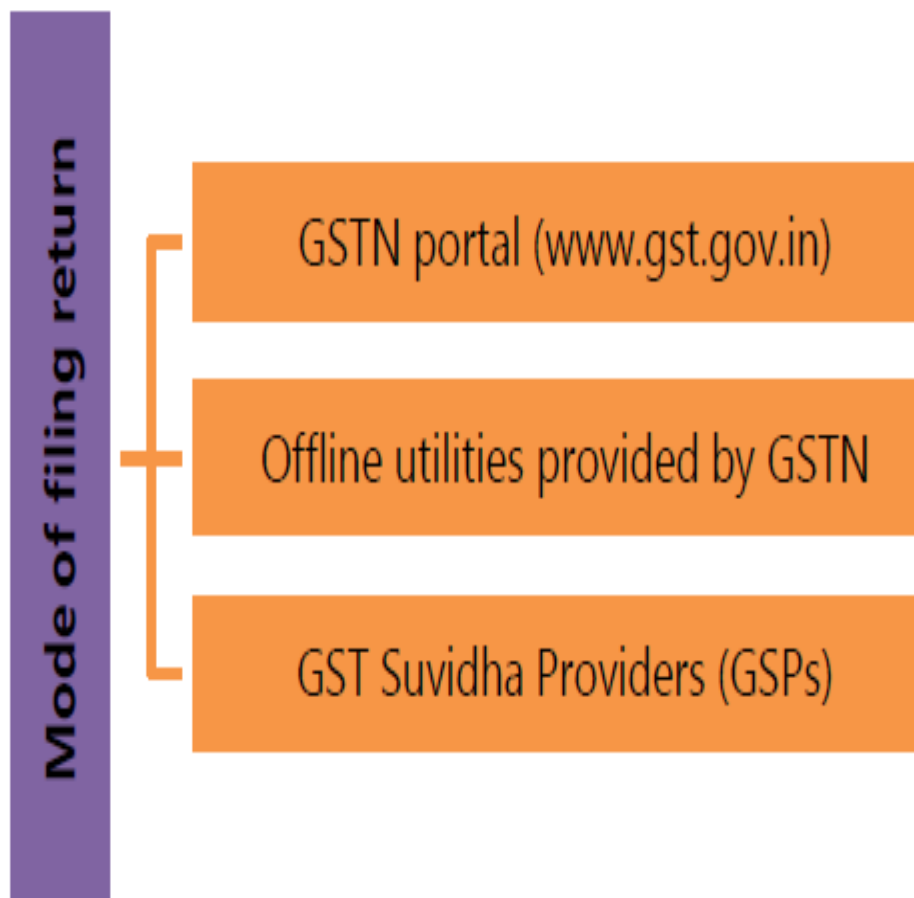 Mode of filing return
GSTN portal (www.gst.gov.in)
Offline utilities provided by GSTN
GST Suvidha Providers (GSPs)